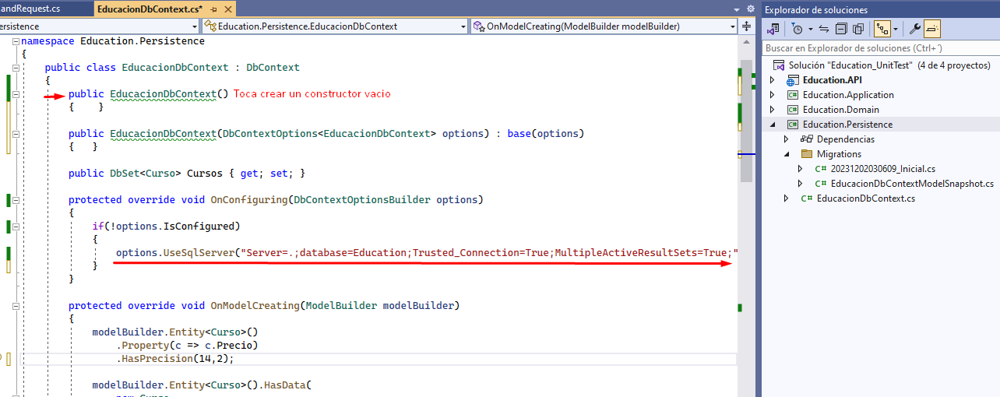 andRequest.cs
EducacionDbContext.cs*
ersistence
Education.Persistence.EducacionDbContext
OnModelCreating(ModelBuilder modelBuilder)
namespace Education.Persistence
{
public class EducacionDbContext : DbContext
{
public EducacionDbContext() Toca crear un constructor vacio
{ }
public EducacionDbContext(DbContextOptions<EducacionDbContext> options) : base(options)
{ }
public DbSet<Curso> Cursos { get; set; }
protected override void OnConfiguring(DbContextOptionsBuilder options)
{
if(!options.IsConfigured)
{
options.UseSqlServer("Server=.;database=Education;Trusted_Connection=True;MultipleActiveResultSets=True;"
}
}
protected override void OnModelCreating(ModelBuilder modelBuilder)
{
modelBuilder.Entity<Curso>()
.Property(c => c.Precio)
.HasPrecision(14,2);
modelBuilder.Entity<Curso>().HasData(
Explorador de soluciones
Buscar en Explorador de soluciones (Ctrl+´)
Solución "Education_UnitTest" (4 de 4 proyectos)
Education.API
Education.Application
Education.Domain
Education.Persistence
Dependencias
Migrations
C# 20231202030609_Inicial.cs
C# EducacionDbContextModelSnapshot.cs
C# EducacionDbContext.cs